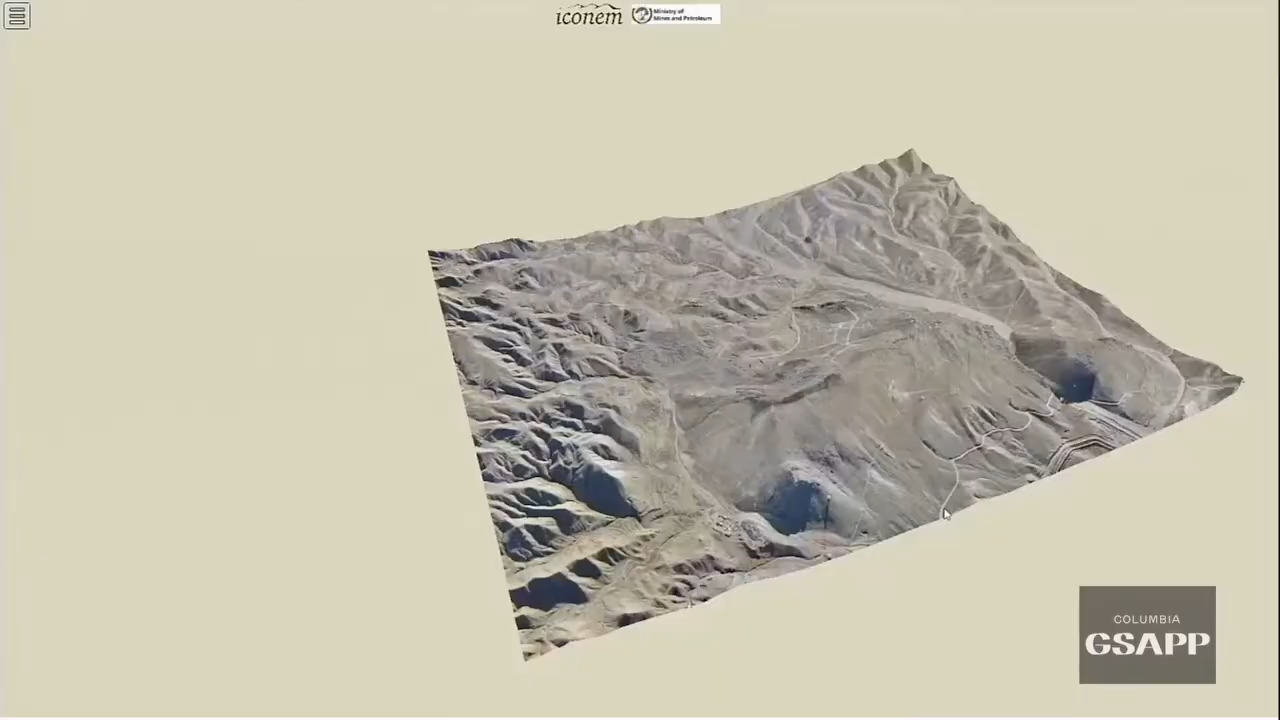 iconem
Ministry of
Mines and Petroleum
COLUMBIA
GSAPP